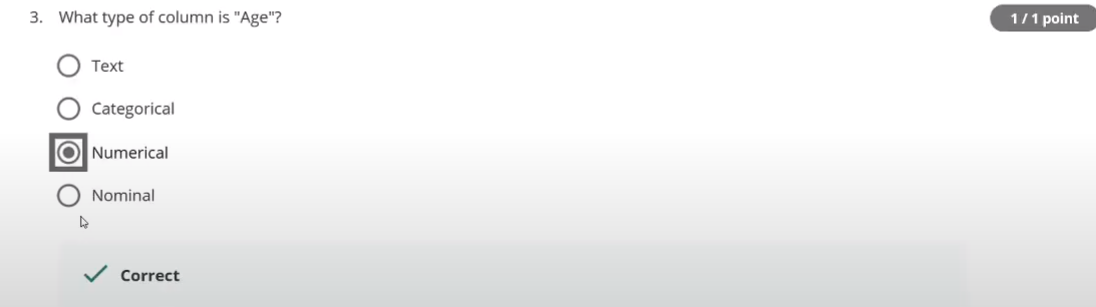 3. What type of column is "Age"?
1 / 1 point
Text
Categorical
Numerical
Nominal
Correct